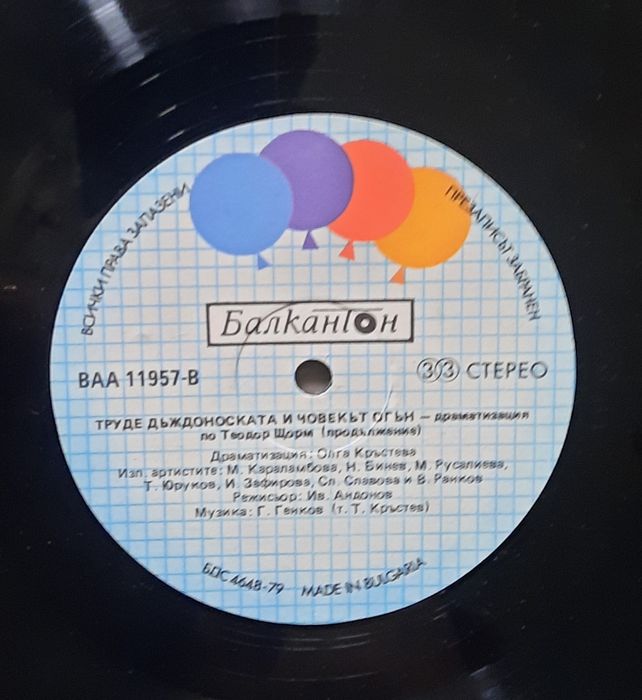 ВСИЧКИ ПРАВА ЗАПАЗЕНИ
ПРЕЗАПИСЪТ ЗАБРАНЕН
Балкантон
ВАА 11957-В
33 СТЕРЕО
ТРУДЕ ДЪЖДОНОСКАТА И ЧОВЕКЪТ ОГЪН — драматизация
по Теодор Щорм (продължение)
Драматизация: Олга Кръстева
Изп. артистите: М. Караламбова, Н. Бинев, М. Русалиева,
Т. Юруков, И. Зафирова, Сл. Славова и В. Ранков
Режисьор: Ив. Андонов
Музика: Г. Генков (т. Т. Кръстев)
БДС 4648-79 MADE IN BULGARIA